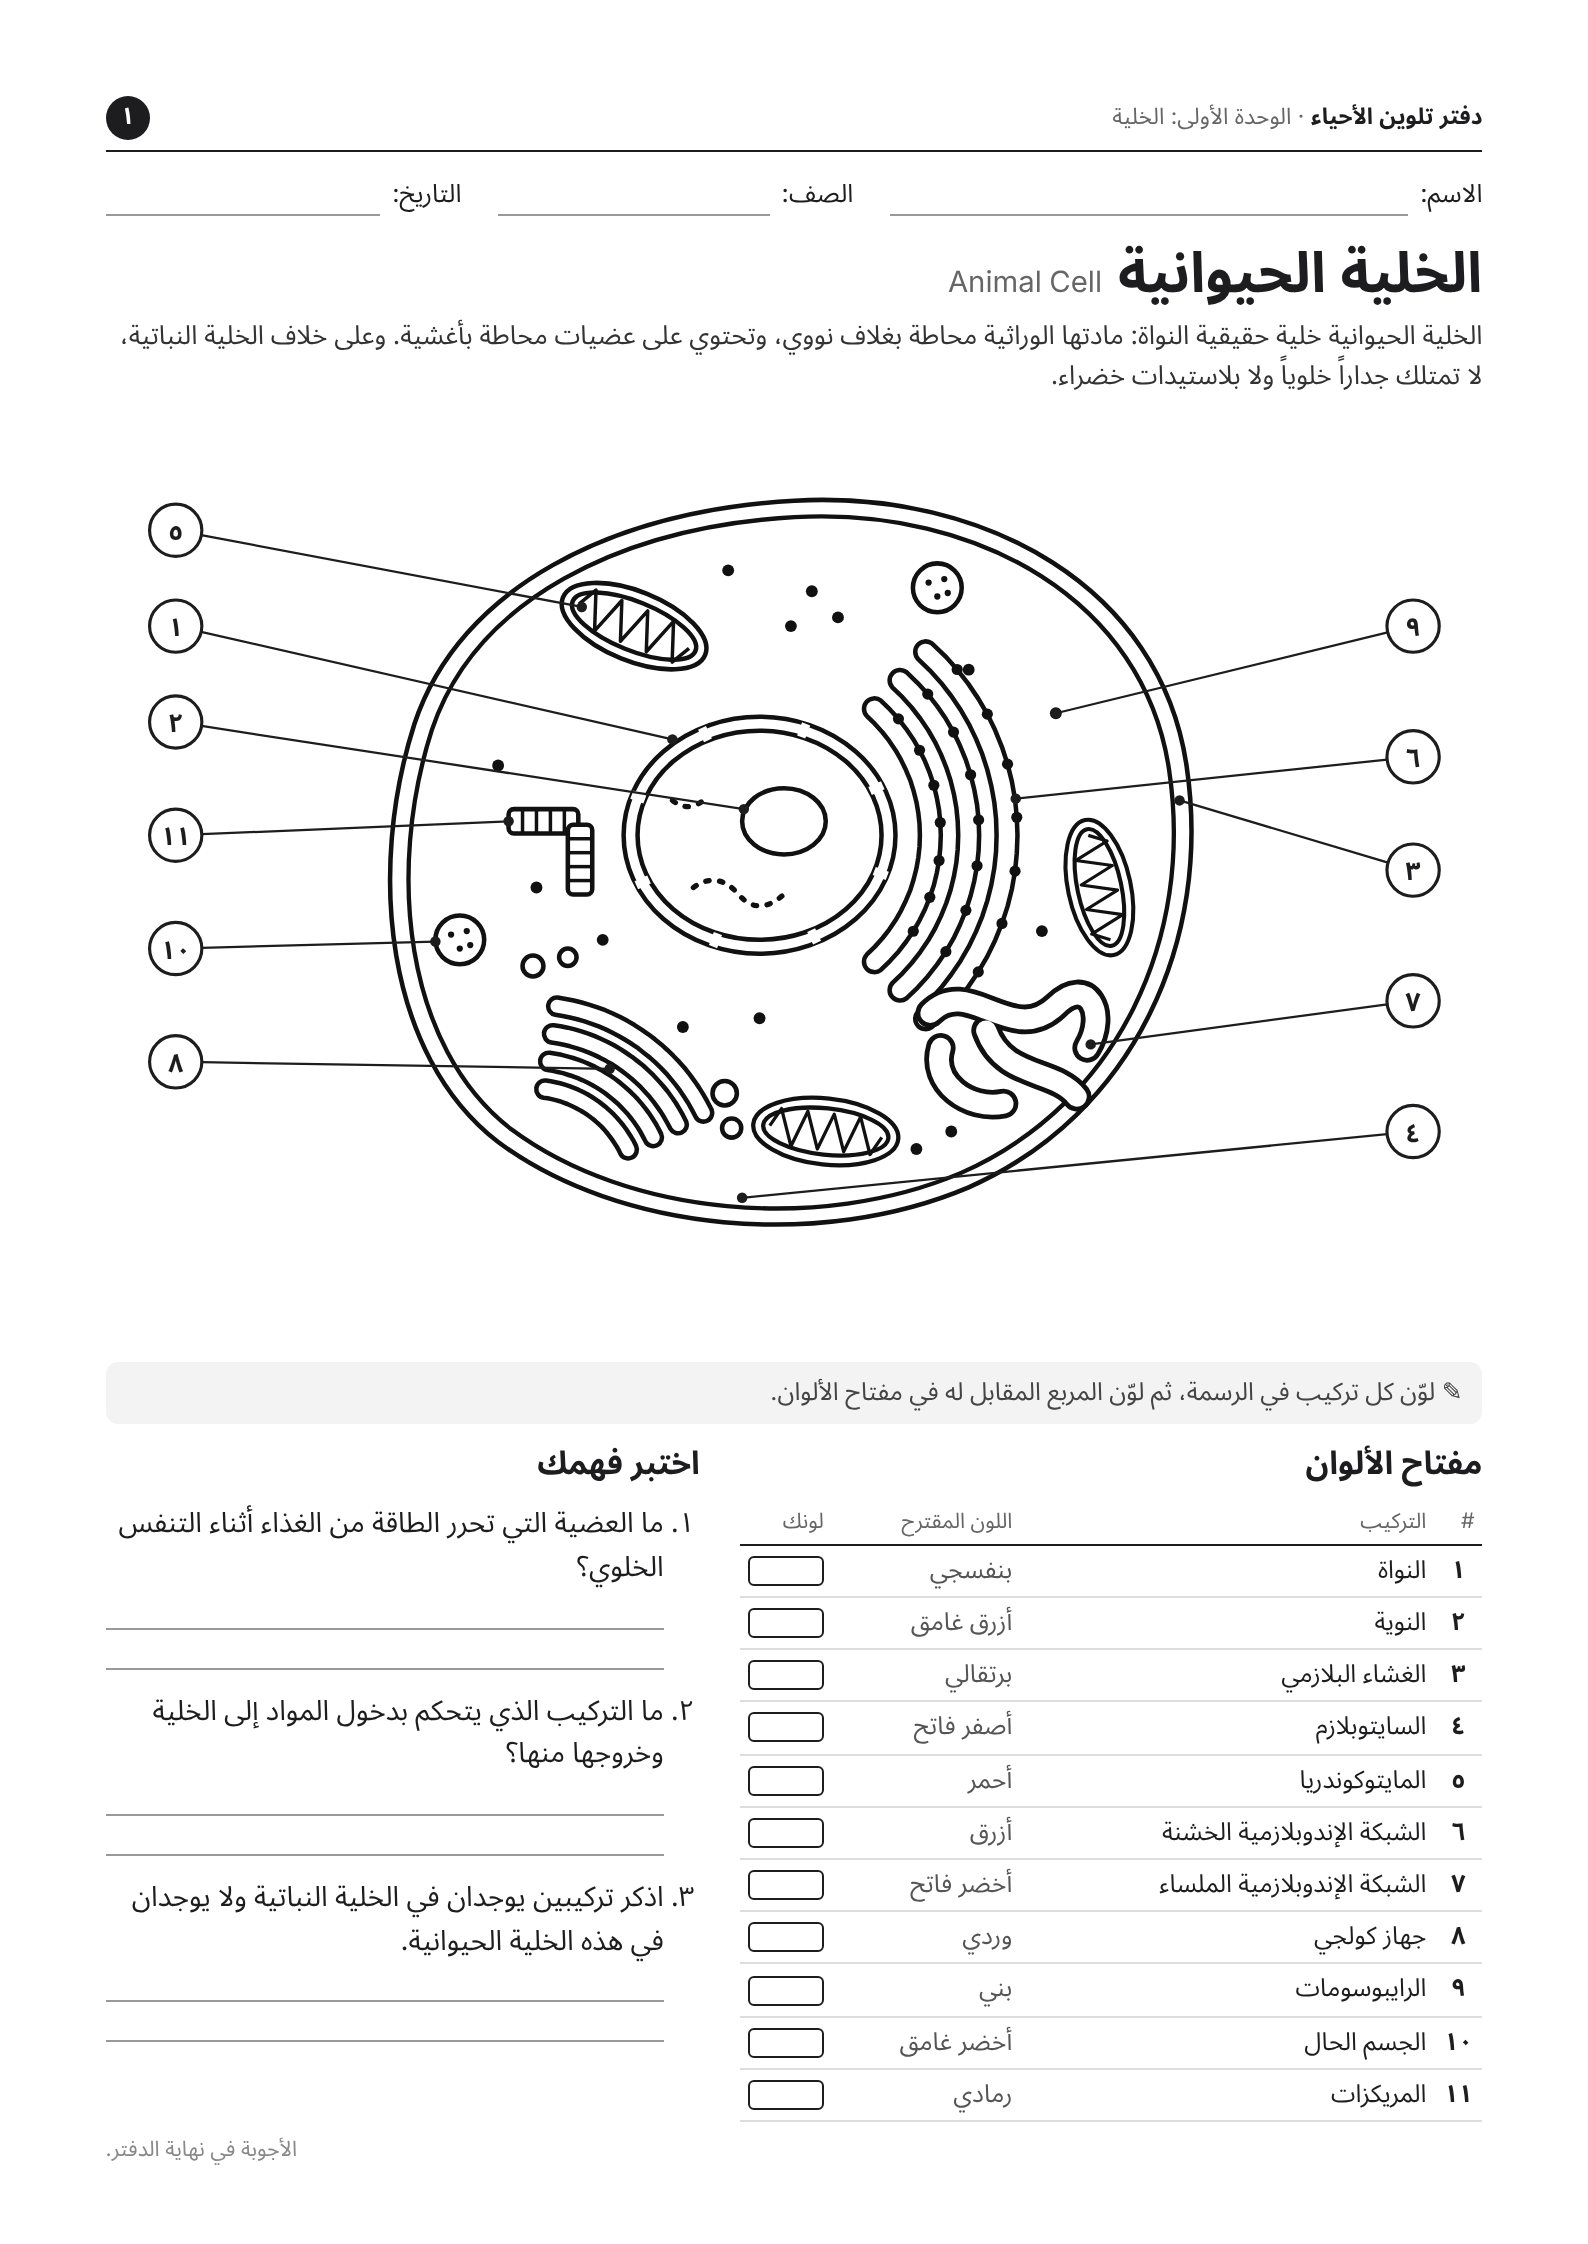 دفتر تلوين الأحياء · الوحدة الأولى: الخلية
١
الاسم:
الصف:
التاريخ:
الخلية الحيوانية Animal Cell
الخلية الحيوانية خلية حقيقية النواة: مادتها الوراثية محاطة بغلاف نووي، وتحتوي على عضيات محاطة بأغشية. وعلى خلاف الخلية النباتية،
لا تمتلك جداراً خلوياً ولا بلاستيدات خضراء.
٩
٦
٣
٧
٤
٥
١
٢
١١
١٠
٨
✎ لوّن كل تركيب في الرسمة، ثم لوّن المربع المقابل له في مفتاح الألوان.
مفتاح الألوان
# التركيب اللون المقترح لونك
١ النواة بنفسجي
٢ النوية أزرق غامق
٣ الغشاء البلازمي برتقالي
٤ السايتوبلازم أصفر فاتح
٥ المايتوكوندريا أحمر
٦ الشبكة الإندوبلازمية الخشنة أزرق
٧ الشبكة الإندوبلازمية الملساء أخضر فاتح
٨ جهاز كولجي وردي
٩ الرايبوسومات بني
١٠ الجسم الحال أخضر غامق
١١ المريكزات رمادي
اختبر فهمك
١. ما العضية التي تحرر الطاقة من الغذاء أثناء التنفس
الخلوي؟
٢. ما التركيب الذي يتحكم بدخول المواد إلى الخلية
وخروجها منها؟
٣. اذكر تركيبين يوجدان في الخلية النباتية ولا يوجدان
في هذه الخلية الحيوانية.
الأجوبة في نهاية الدفتر.